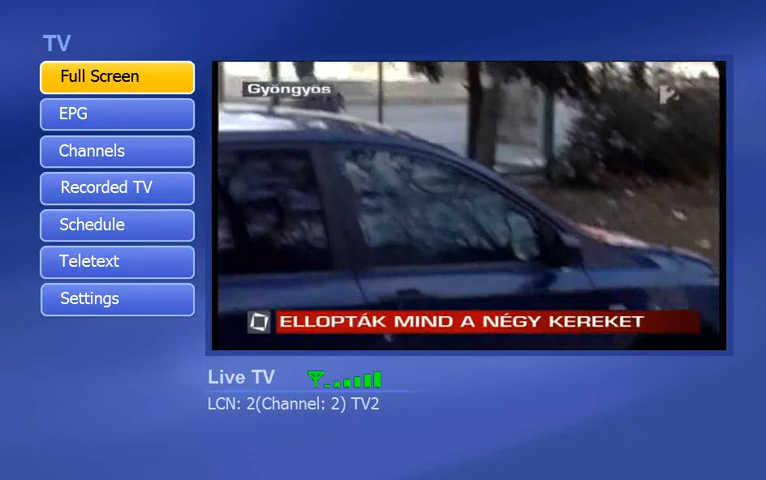 TV
Full Screen
EPG
Channels
Recorded TV
Schedule
Teletext
Settings
Gyöngyös
ELLOPTÁK MIND A NÉGY KEREKET
Live TV
LCN: 2(Channel: 2) TV2